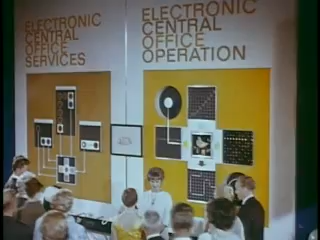 ELECTRONIC
CENTRAL
OFFICE
SERVICES
ELECTRONIC
CENTRAL
OFFICE
OPERATION